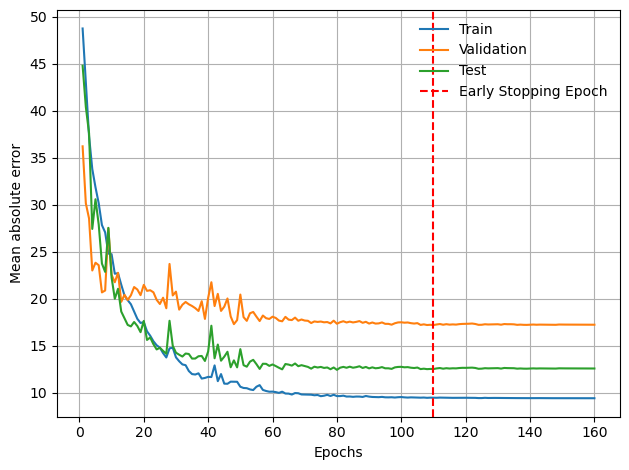 50
45
40
35
30
25
20
15
10
Mean absolute error
Train
Validation
Test
Early Stopping Epoch
0 20 40 60 80 100 120 140 160
Epochs